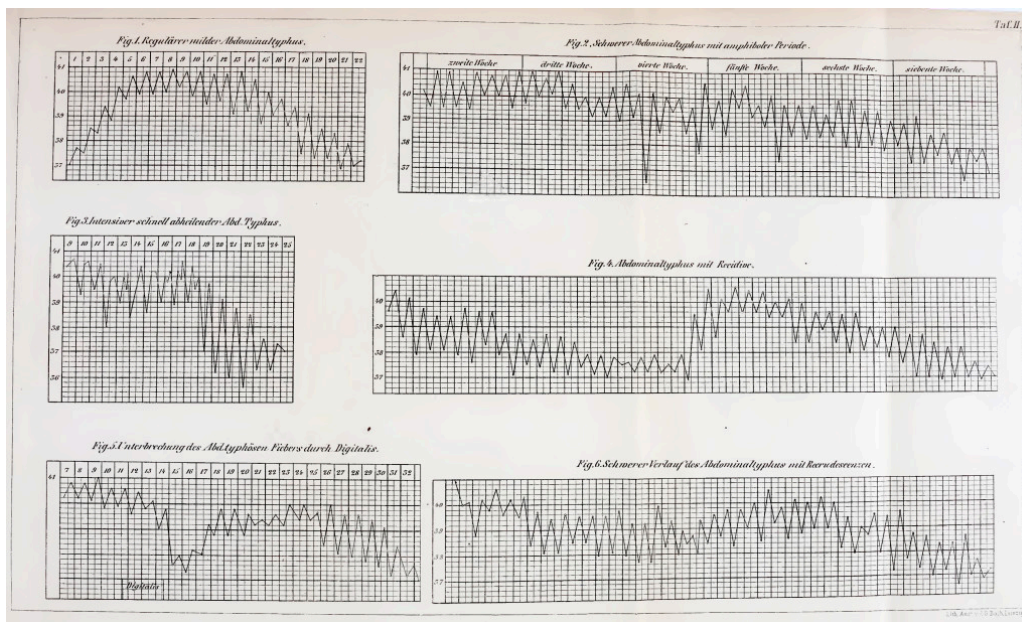 Taf. II.
Fig. 1. Regulärer milder Abdominaltyphus.
1 2 3 4 5 6 7 8 9 10 11 12 13 14 15 16 17 18 19 20 21 22
41
40
39
38
37
Fig. 2. Schwerer Abdominaltyphus mit amphiboler Periode.
zweite Woche dritte Woche. vierte Woche. fünfte Woche. sechste Woche. siebente Woche.
41
40
39
38
37
Fig. 3. Intensiver schnell abheilender Abd. Typhus.
9 10 11 12 13 14 15 16 17 18 19 20 21 22 23 24 25
41
40
39
38
37
36
Fig. 4. Abdominaltyphus mit Recidive.
40
39
38
37
Fig. 5. Unterbrechung des Abd.typhösen Fiebers durch Digitalis.
7 8 9 10 11 12 13 14 15 16 17 18 19 20 21 22 23 24 25 26 27 28 29 30 31 32
41
Digitalis
Fig. 6. Schwerer Verlauf des Abdominaltyphus mit Recrudescenzen.
40
39
38
37